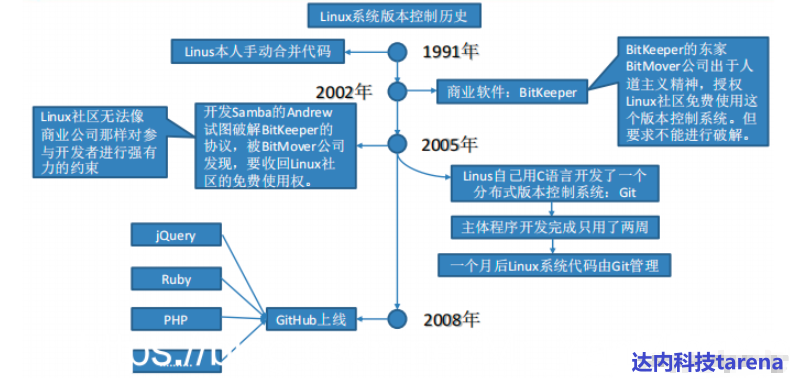 Linux系统版本控制历史
Linus本人手动合并代码
1991年
2002年
商业软件：BitKeeper
BitKeeper的东家
BitMover公司出于人
道主义精神，授权
Linux社区免费使用这
个版本控制系统。但
要求不能进行破解。
Linux社区无法像
商业公司那样对参
与开发者进行强有
力的约束
开发Samba的Andrew
试图破解BitKeeper的
协议，被BitMover公司
发现，要收回Linux社
区的免费使用权。
2005年
Linus自己用C语言开发了一个
分布式版本控制系统：Git
主体程序开发完成只用了两周
一个月后Linux系统代码由Git管理
jQuery
Ruby
PHP
GitHub上线
2008年
达内科技tarena